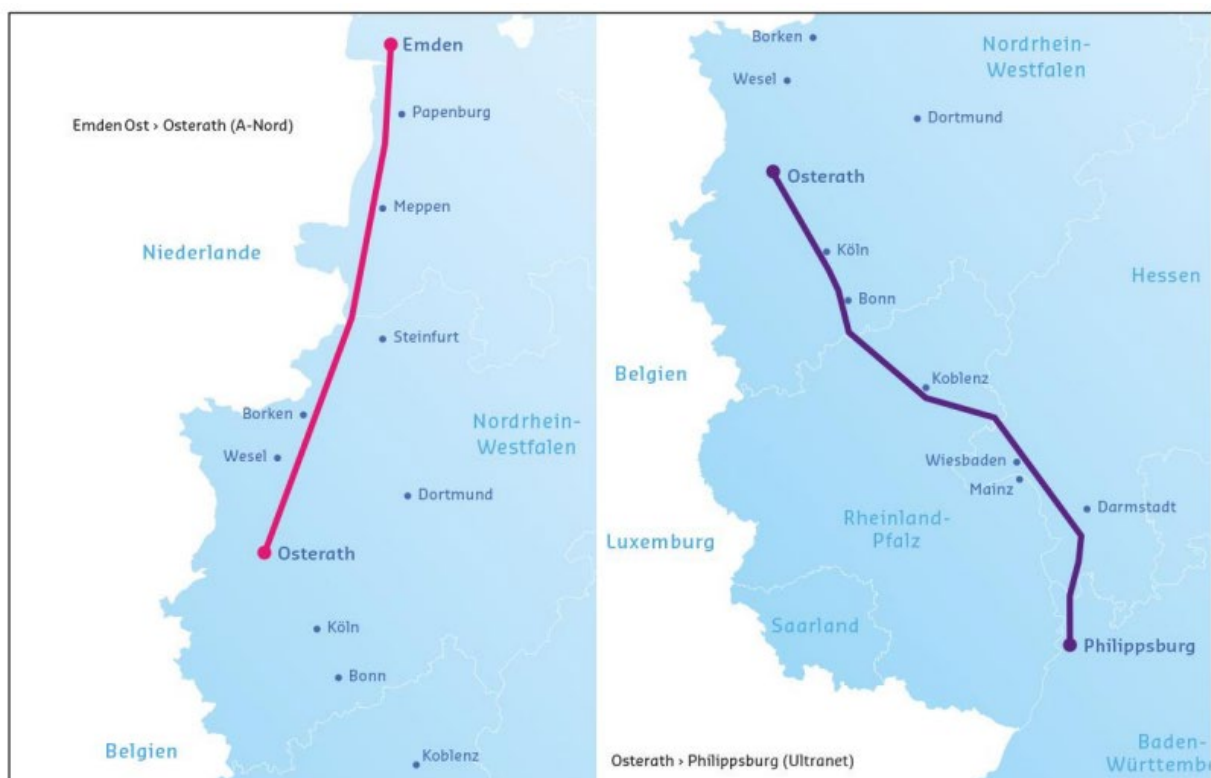 Emden
Papenburg
Emden Ost › Osterath (A-Nord)
Meppen
Niederlande
Steinfurt
Borken
Nordrhein-
Westfalen
Wesel
Dortmund
Osterath
Köln
Bonn
Belgien
Koblenz
Borken
Nordrhein-
Westfalen
Wesel
Dortmund
Osterath
Köln
Hessen
Bonn
Belgien
Koblenz
Wiesbaden
Mainz
Darmstadt
Rheinland-
Pfalz
Luxemburg
Saarland
Philippsburg
Osterath › Philippsburg (Ultranet)
Baden-
Württembe